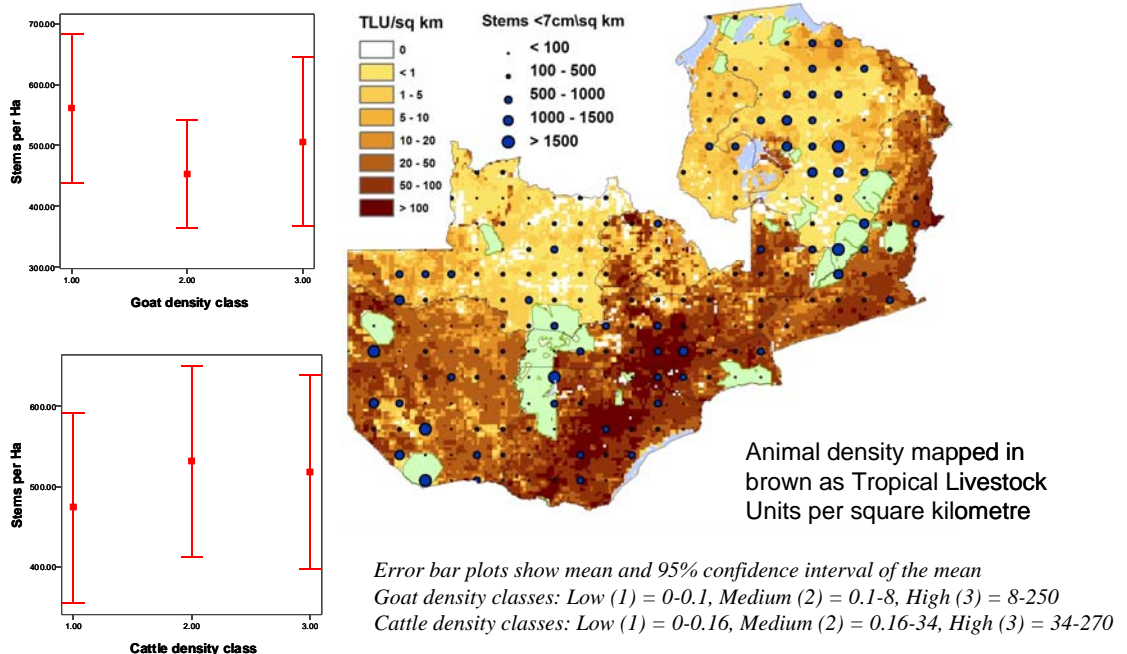 700.00
600.00
500.00
400.00
300.00
Stems per Ha
1.00 2.00 3.00
Goat density class
600.00
500.00
400.00
Stems per Ha
1.00 2.00 3.00
Cattle density class
TLU/sq km
0
< 1
1 - 5
5 - 10
10 - 20
20 - 50
50 - 100
> 100
Stems <7cm\sq km
< 100
100 - 500
500 - 1000
1000 - 1500
> 1500
Animal density mapped in
brown as Tropical Livestock
Units per square kilometre
Error bar plots show mean and 95% confidence interval of the mean
Goat density classes: Low (1) = 0-0.1, Medium (2) = 0.1-8, High (3) = 8-250
Cattle density classes: Low (1) = 0-0.16, Medium (2) = 0.16-34, High (3) = 34-270